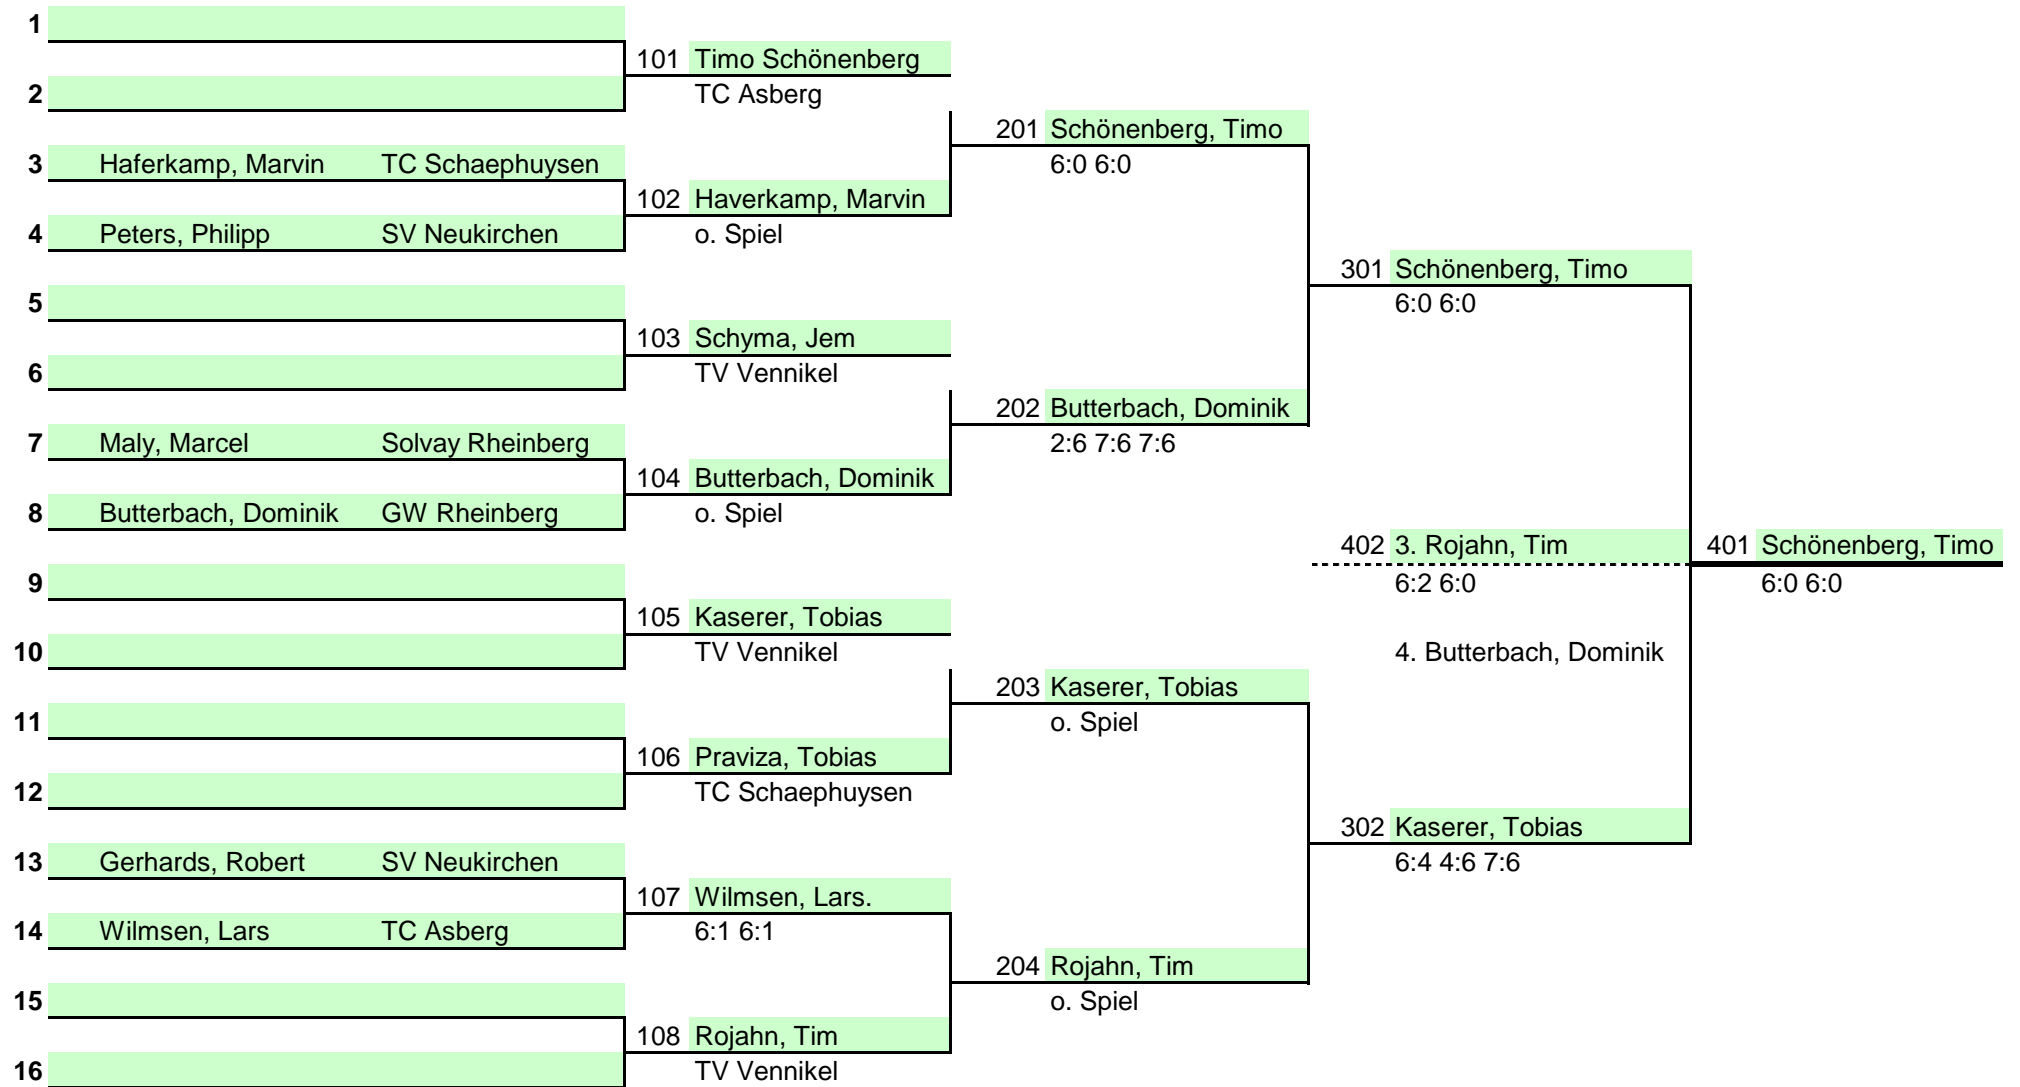 1
101 Timo Schönenberg
2
TC Asberg
201 Schönenberg, Timo
3 Haferkamp, Marvin TC Schaephuysen
6:0 6:0
102 Haverkamp, Marvin
4 Peters, Philipp SV Neukirchen
o. Spiel
301 Schönenberg, Timo
5
6:0 6:0
103 Schyma, Jem
6
TV Vennikel
202 Butterbach, Dominik
7 Maly, Marcel Solvay Rheinberg
2:6 7:6 7:6
104 Butterbach, Dominik
8 Butterbach, Dominik GW Rheinberg
o. Spiel
402 3. Rojahn, Tim
401 Schönenberg, Timo
9
6:2 6:0
6:0 6:0
105 Kaserer, Tobias
10
TV Vennikel
4. Butterbach, Dominik
203 Kaserer, Tobias
11
o. Spiel
106 Praviza, Tobias
12
TC Schaephuysen
302 Kaserer, Tobias
13 Gerhards, Robert SV Neukirchen
6:4 4:6 7:6
107 Wilmsen, Lars.
14 Wilmsen, Lars TC Asberg
6:1 6:1
204 Rojahn, Tim
15
o. Spiel
108 Rojahn, Tim
16
TV Vennikel